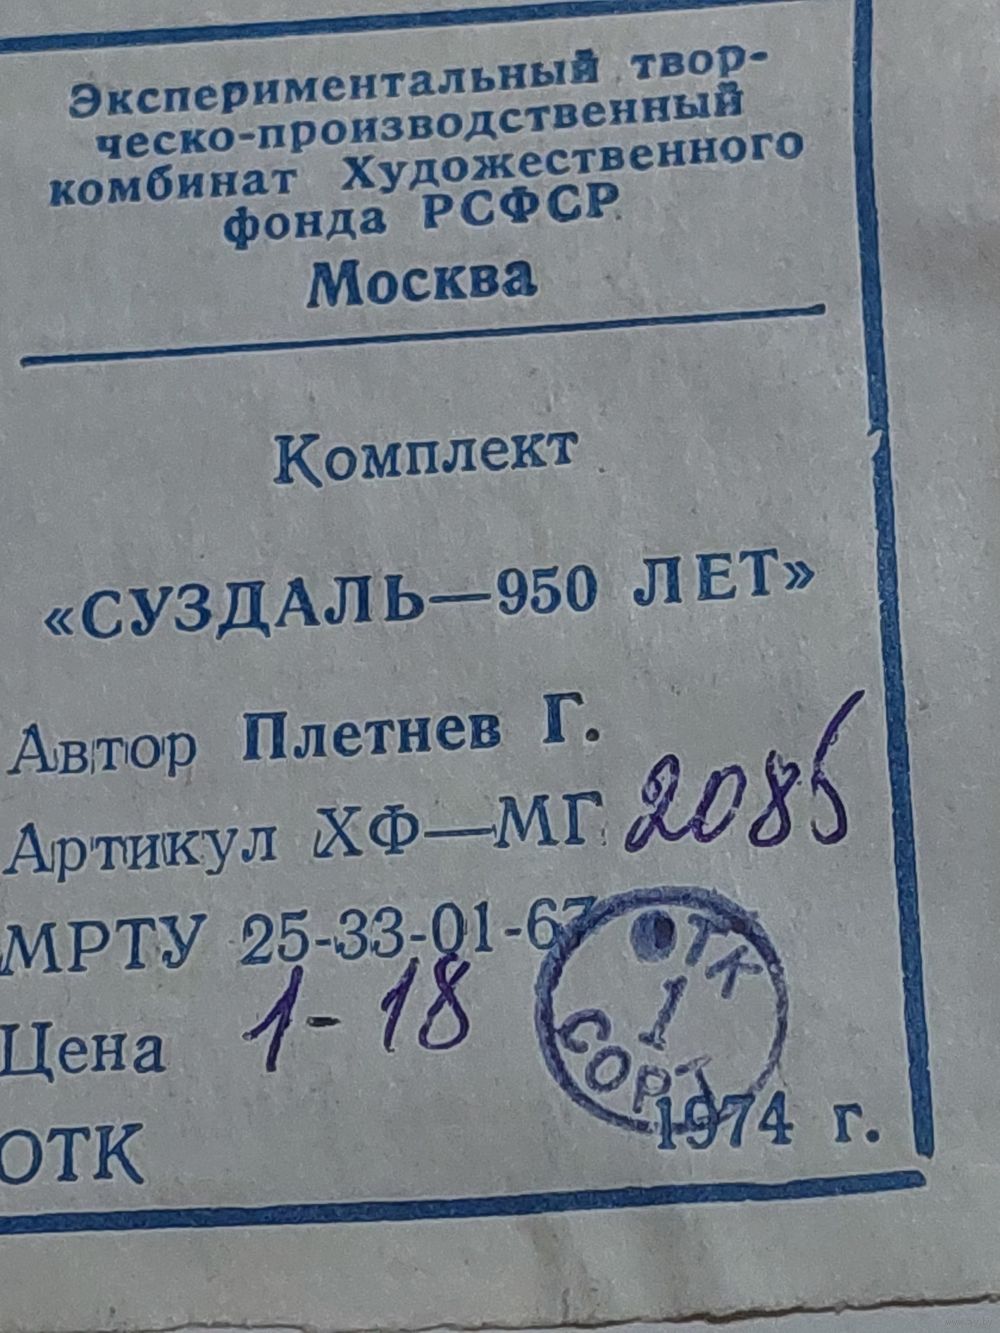 Экспериментальный твор-
ческо-производственный
комбинат Художественного
фонда РСФСР
Москва
Комплект
«СУЗДАЛЬ—950 ЛЕТ»
Автор Плетнев Г.
Артикул ХФ—МГ 2085
МРТУ 25-33-01-67
Цена 1-18
ОТК
1
СОРТ
ОТК 1974 г.